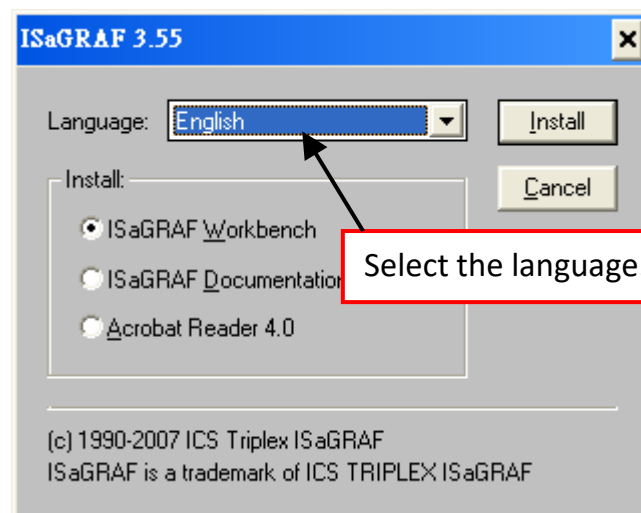 ISaGRAF 3.55
Language: English Install
Install: Cancel
ISaGRAF Workbench
Select the language
ISaGRAF Documentation
Acrobat Reader 4.0
(c) 1990-2007 ICS Triplex ISaGRAF
ISaGRAF is a trademark of ICS TRIPLEX ISaGRAF